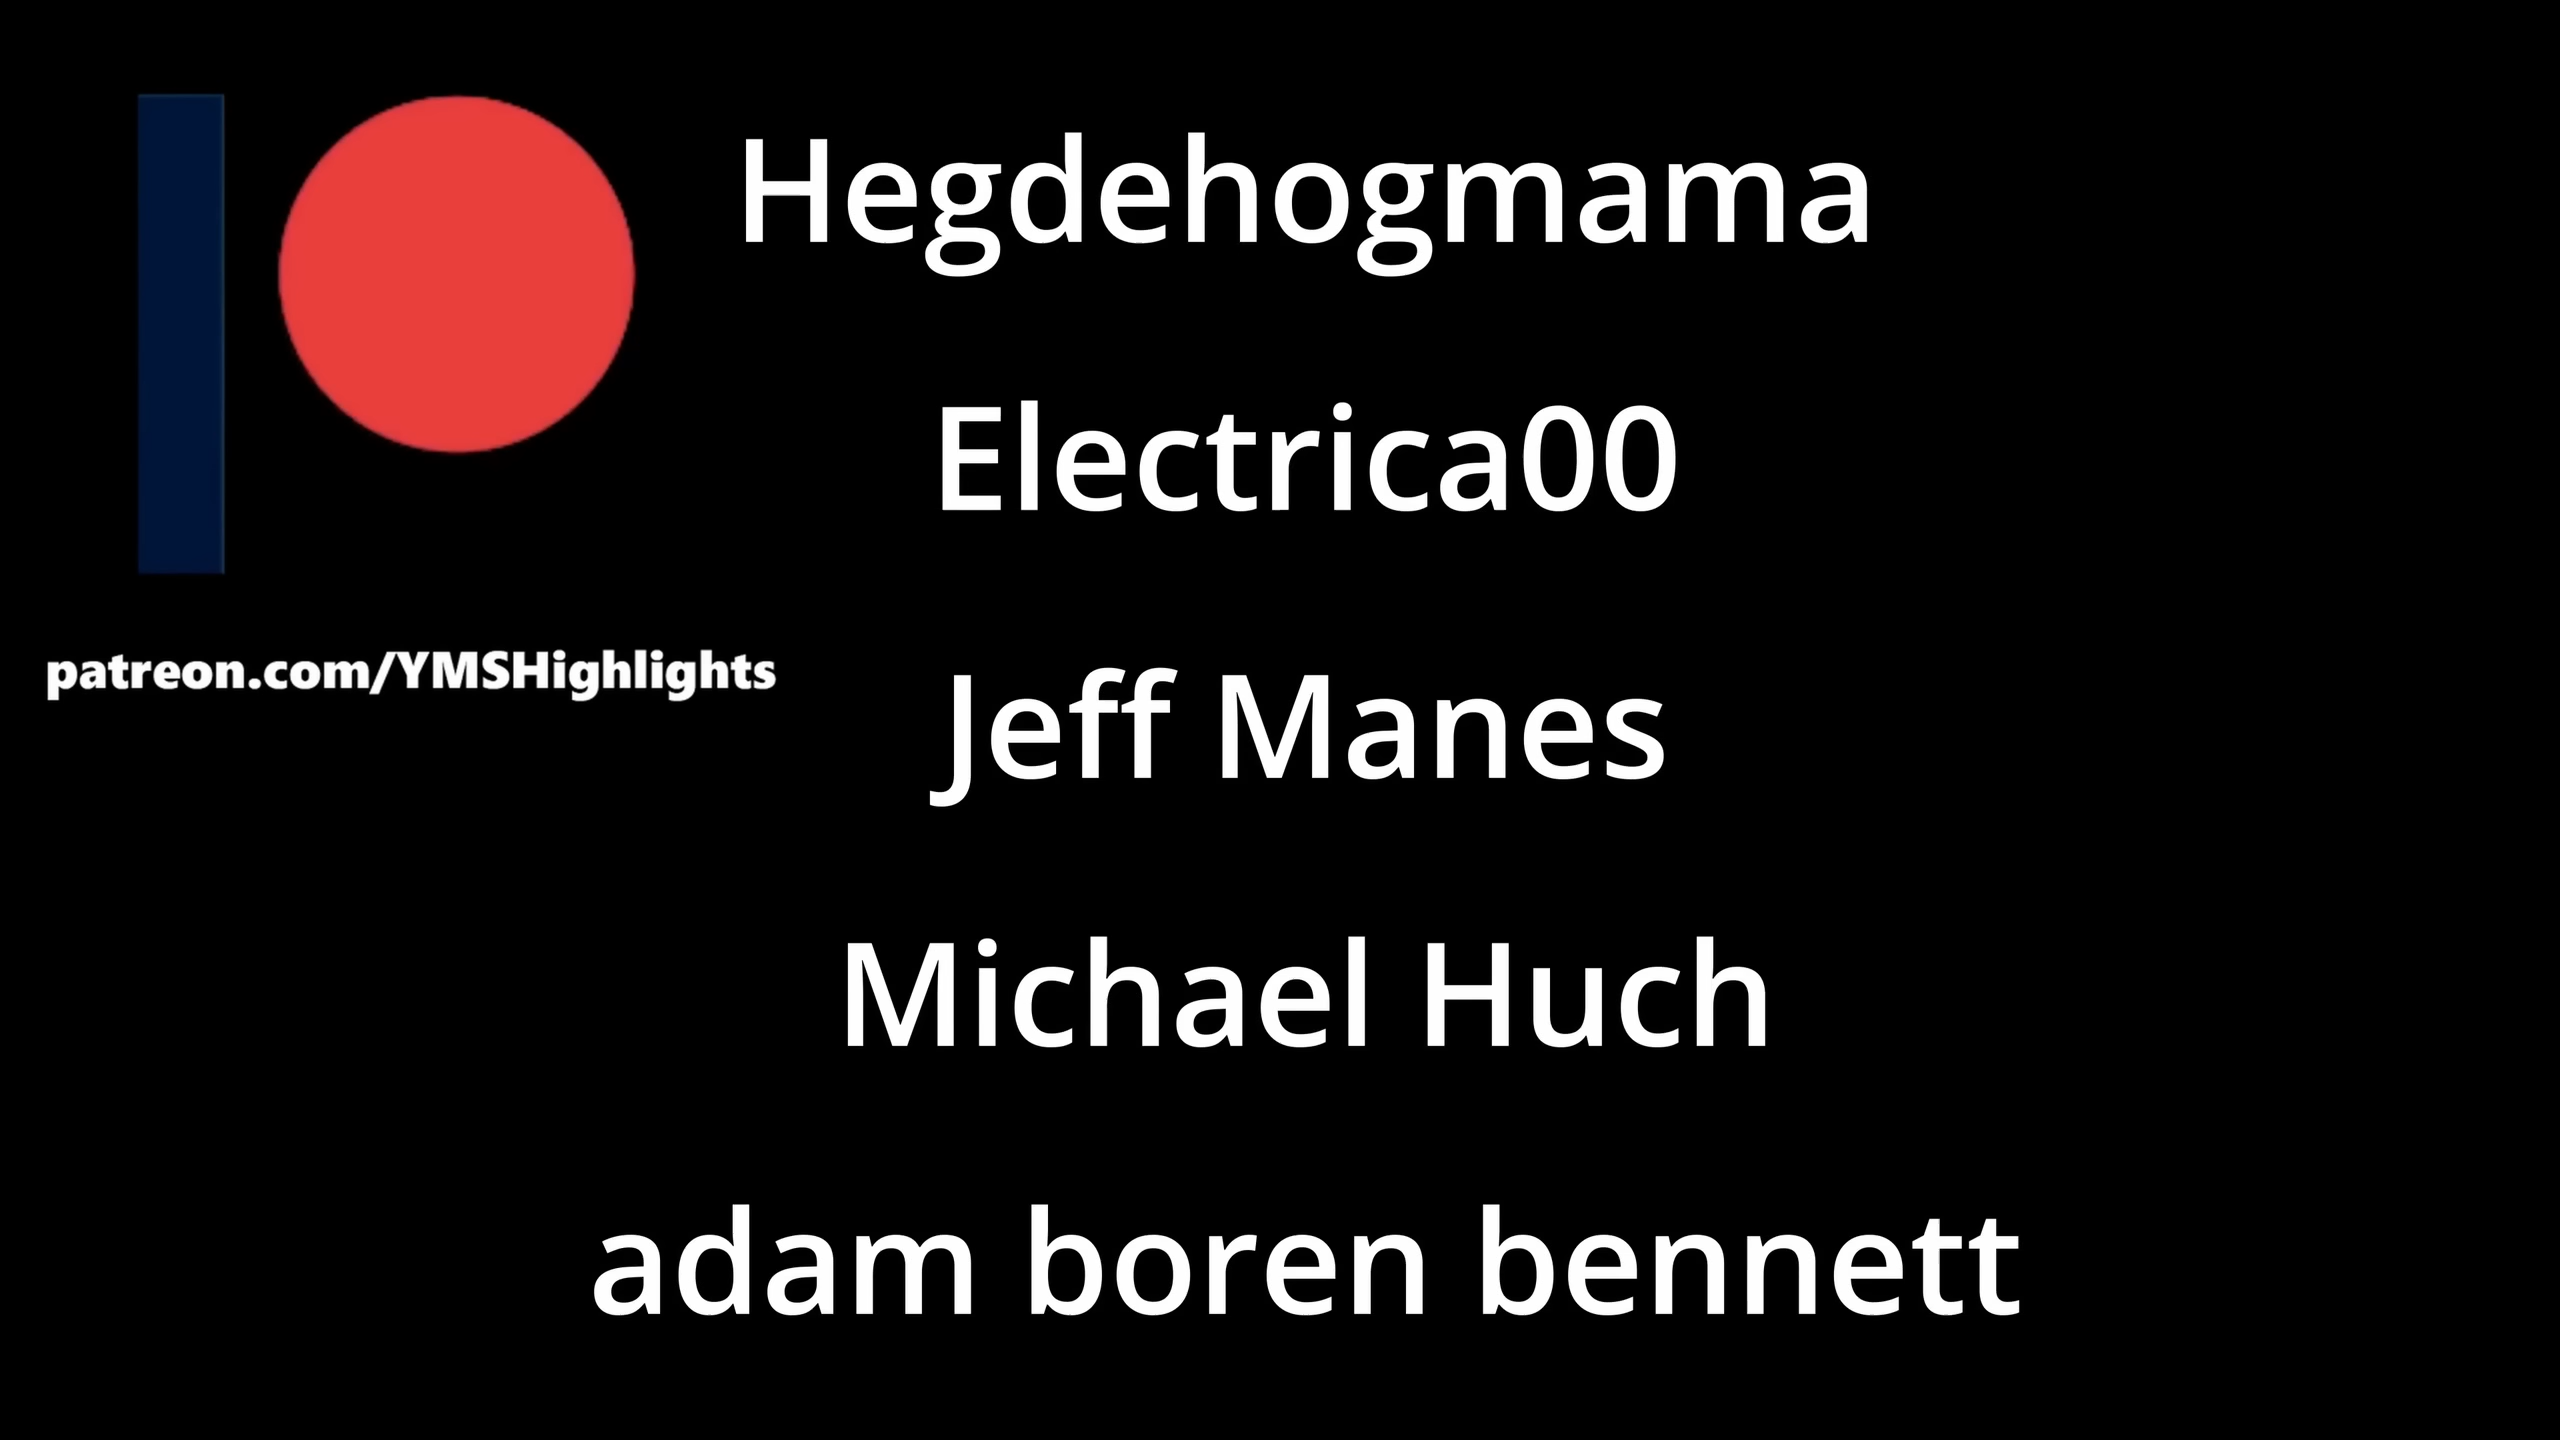 Hegdehogmama
Electrica00
patreon.com/YMSHighlights
Jeff Manes
Michael Huch
adam boren bennett